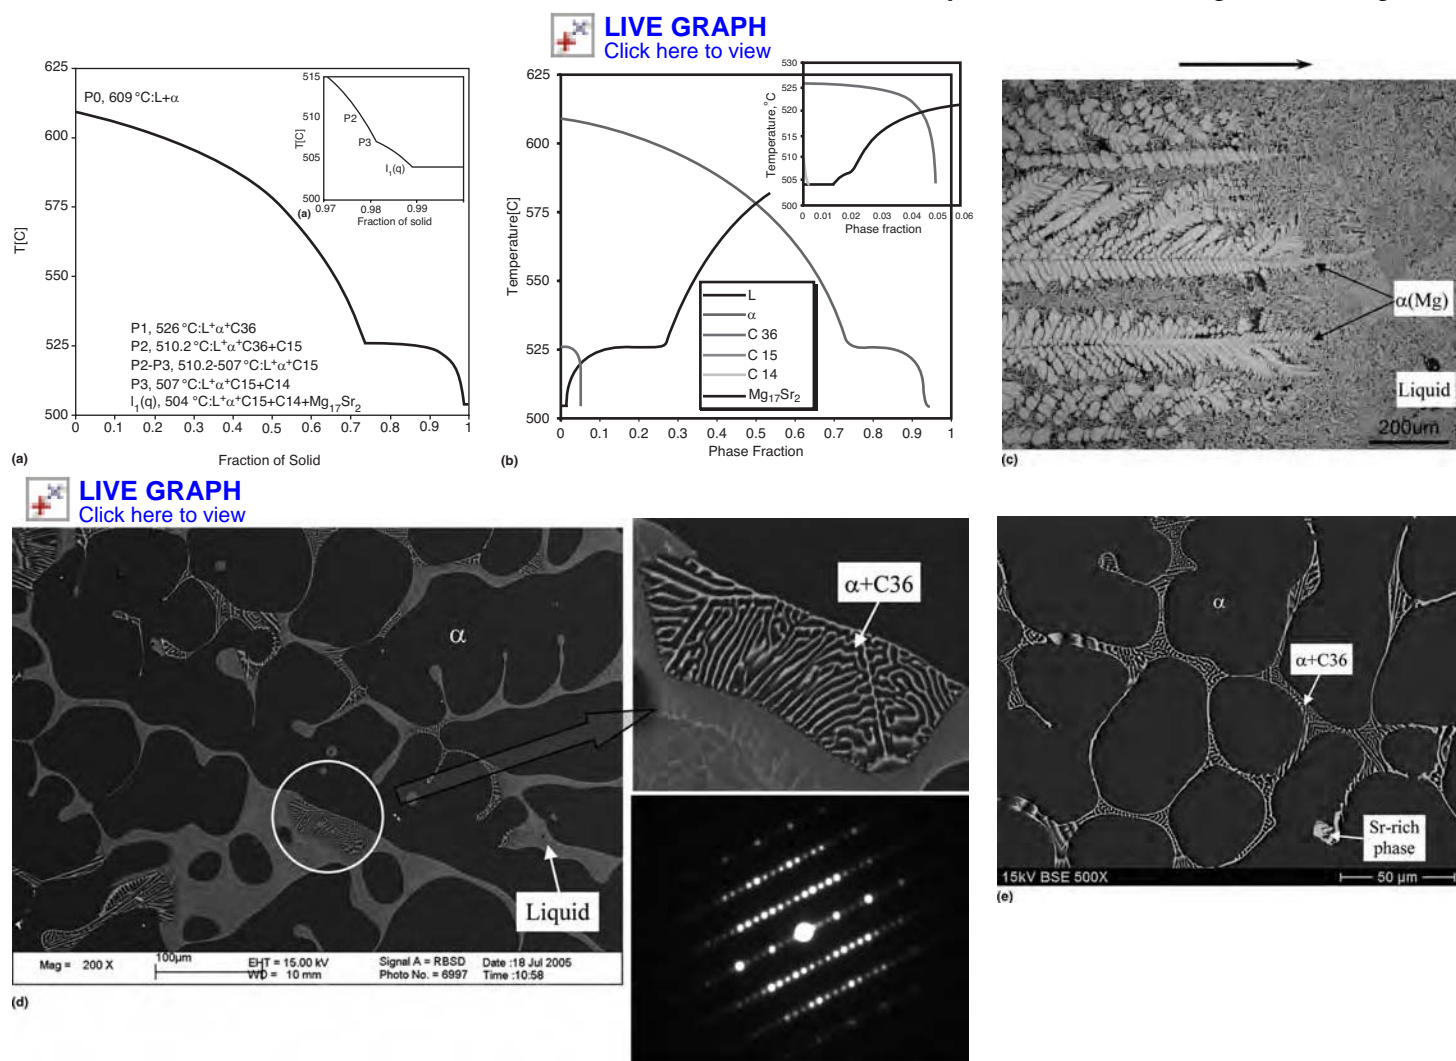 LIVE GRAPH
Click here to view
625
600
575
550
525
500
T[C]
P0, 609 °C:L+α
P1, 526 °C:L⁺α⁺C36
P2, 510.2 °C:L⁺α⁺C36+C15
P2-P3, 510.2-507 °C:L⁺α⁺C15
P3, 507 °C:L⁺α⁺C15+C14
I₁(q), 504 °C:L⁺α⁺C15+C14+Mg₁₇Sr₂
0 0.1 0.2 0.3 0.4 0.5 0.6 0.7 0.8 0.9 1
Fraction of Solid
(a)
515
510
505
500
T[C]
P2
P3
I₁(q)
0.97 0.98 0.99
(a)
Fraction of solid
625
600
575
550
525
500
Temperature[C]
L
α
C 36
C 15
C 14
Mg₁₇Sr₂
0 0.1 0.2 0.3 0.4 0.5 0.6 0.7 0.8 0.9 1
Phase Fraction
(b)
530
525
520
515
510
505
500
Temperature,°C
0 0.01 0.02 0.03 0.04 0.05 0.06
Phase fraction
α(Mg)
Liquid
200um
(c)
LIVE GRAPH
Click here to view
α
Liquid
Mag = 200 X
100µm
EHT = 15.00 kV
WD = 10 mm
Signal A = RBSD
Photo No. = 6997
Date :18 Jul 2005
Time :10:58
(d)
α+C36
α
α+C36
Sr-rich
phase
15kV BSE 500X
50 µm
(e)